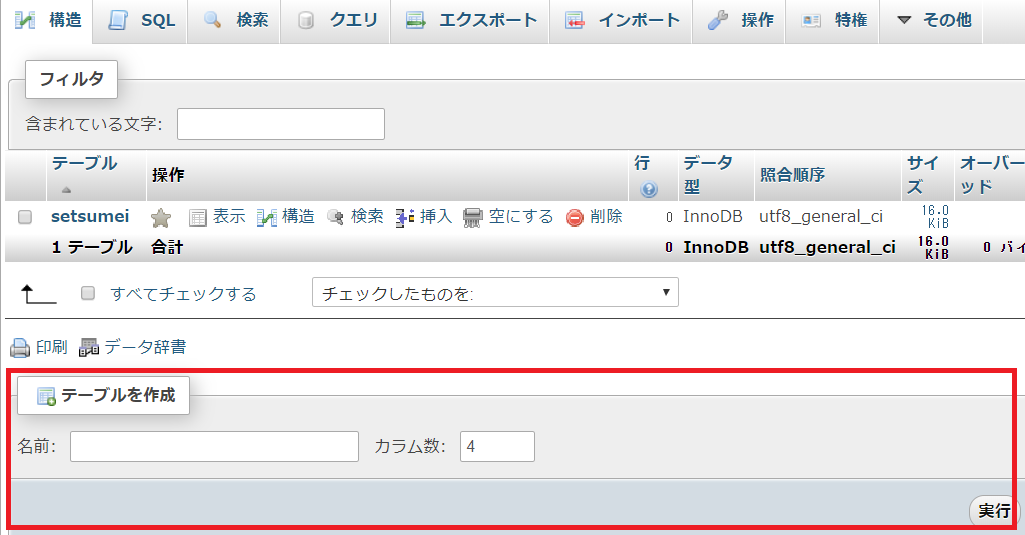 構造 SQL 検索 クエリ エクスポート インポート 操作 特権 その他
フィルタ
含まれている文字:
テーブル 操作 行 データ型 照合順序 サイズ オーバー
ッド
setsumei 表示 構造 検索 挿入 空にする 削除 0 InnoDB utf8_general_ci 16.0 KiB
1 テーブル 合計 0 InnoDB utf8_general_ci 16.0 KiB 0 バイ
すべてチェックする チェックしたものを:
印刷 データ辞書
テーブルを作成
名前: カラム数: 4
実行